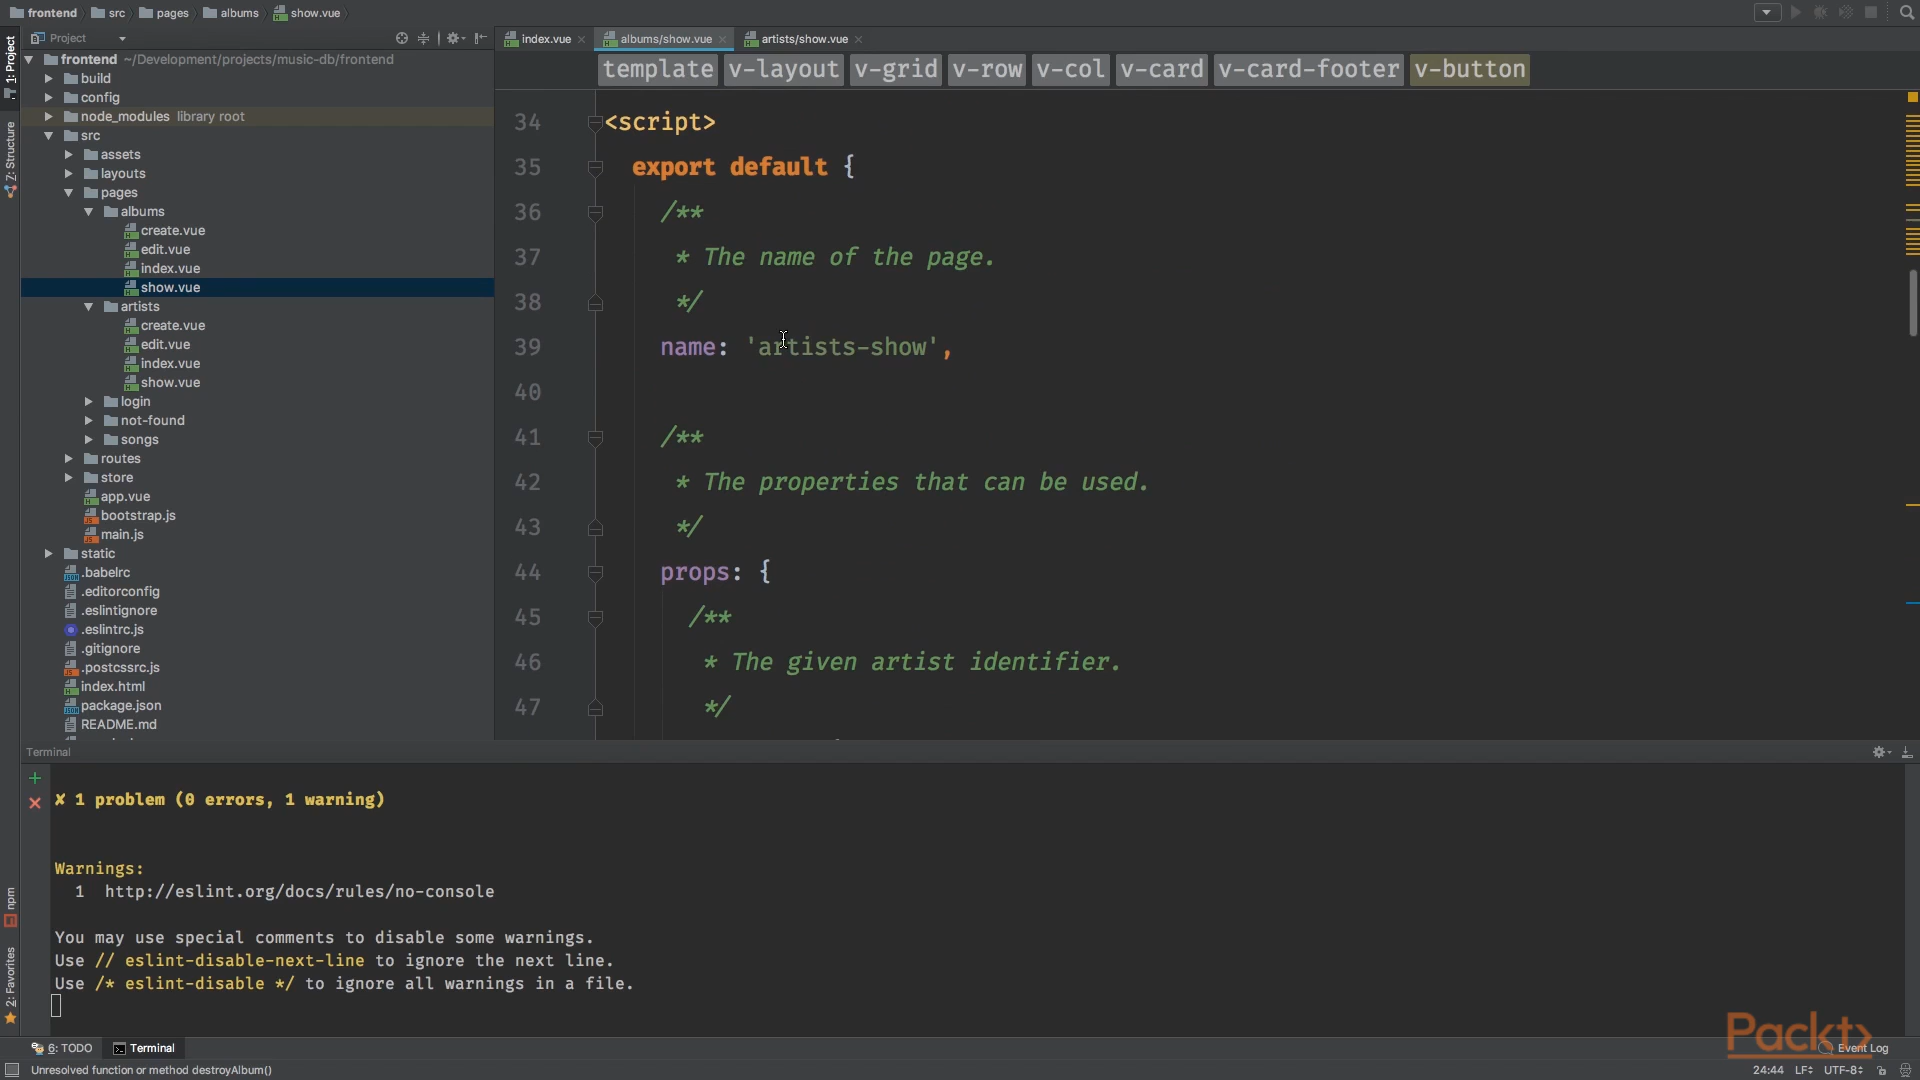 frontend src pages albums show.vue
1: Project
Z: Structure
npm
2: Favorites
Project
frontend ~/Development/projects/music-db/frontend
build
config
node_modules library root
src
assets
layouts
pages
albums
create.vue
edit.vue
index.vue
show.vue
artists
create.vue
edit.vue
index.vue
show.vue
login
not-found
songs
routes
store
app.vue
bootstrap.js
main.js
static
.babelrc
.editorconfig
.eslintignore
.eslintrc.js
.gitignore
.postcssrc.js
index.html
package.json
README.md
index.vue albums/show.vue artists/show.vue
template v-layout v-grid v-row v-col v-card v-card-footer v-button
34 <script>
35 export default {
36 /**
37 * The name of the page.
38 */
39 name: 'artists-show',
40
41 /**
42 * The properties that can be used.
43 */
44 props: {
45 /**
46 * The given artist identifier.
47 */
Terminal
✘ 1 problem (0 errors, 1 warning)
Warnings:
1 http://eslint.org/docs/rules/no-console
You may use special comments to disable some warnings.
Use // eslint-disable-next-line to ignore the next line.
Use /* eslint-disable */ to ignore all warnings in a file.
Packt>
6: TODO Terminal Event Log
Unresolved function or method destroyAlbum() 24:44 LF÷ UTF-8÷